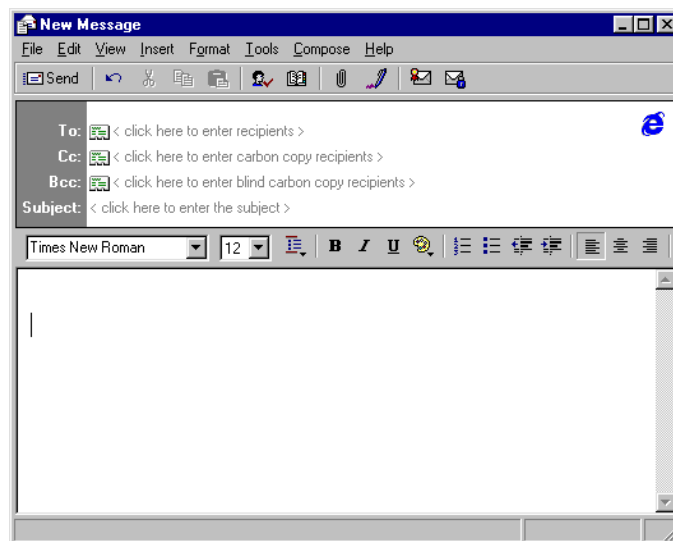 New Message
File Edit View Insert Format Tools Compose Help
Send
To: < click here to enter recipients >
Cc: < click here to enter carbon copy recipients >
Bcc: < click here to enter blind carbon copy recipients >
Subject: < click here to enter the subject >
Times New Roman 12 B I U